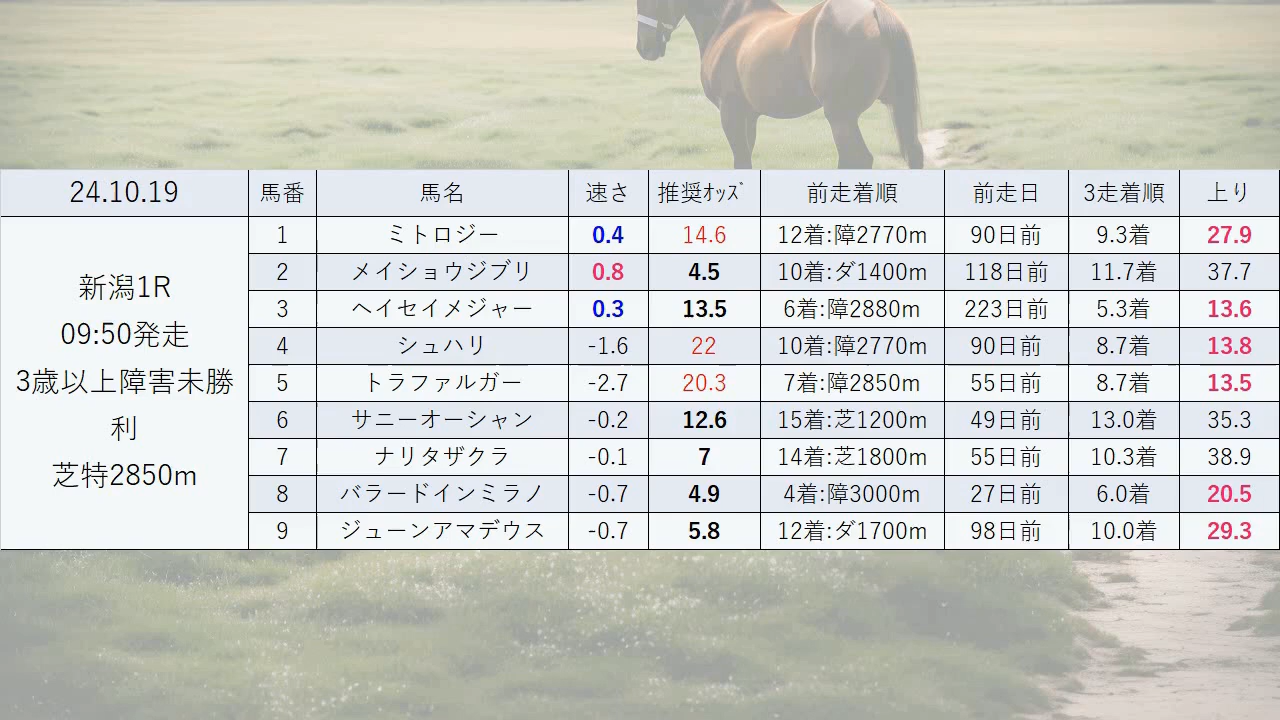 24.10.19 馬番 馬名 速さ 推奨ｵｯｽﾞ 前走着順 前走日 3走着順 上り
新潟1R
09:50発走
3歳以上障害未勝
利
芝特2850m
1 ミトロジー 0.4 14.6 12着:障2770m 90日前 9.3着 27.9
2 メイショウジブリ 0.8 4.5 10着:ダ1400m 118日前 11.7着 37.7
3 ヘイセイメジャー 0.3 13.5 6着:障2880m 223日前 5.3着 13.6
4 シュハリ -1.6 22 10着:障2770m 90日前 8.7着 13.8
5 トラファルガー -2.7 20.3 7着:障2850m 55日前 8.7着 13.5
6 サニーオーシャン -0.2 12.6 15着:芝1200m 49日前 13.0着 35.3
7 ナリタザクラ -0.1 7 14着:芝1800m 55日前 10.3着 38.9
8 バラードインミラノ -0.7 4.9 4着:障3000m 27日前 6.0着 20.5
9 ジューンアマデウス -0.7 5.8 12着:ダ1700m 98日前 10.0着 29.3